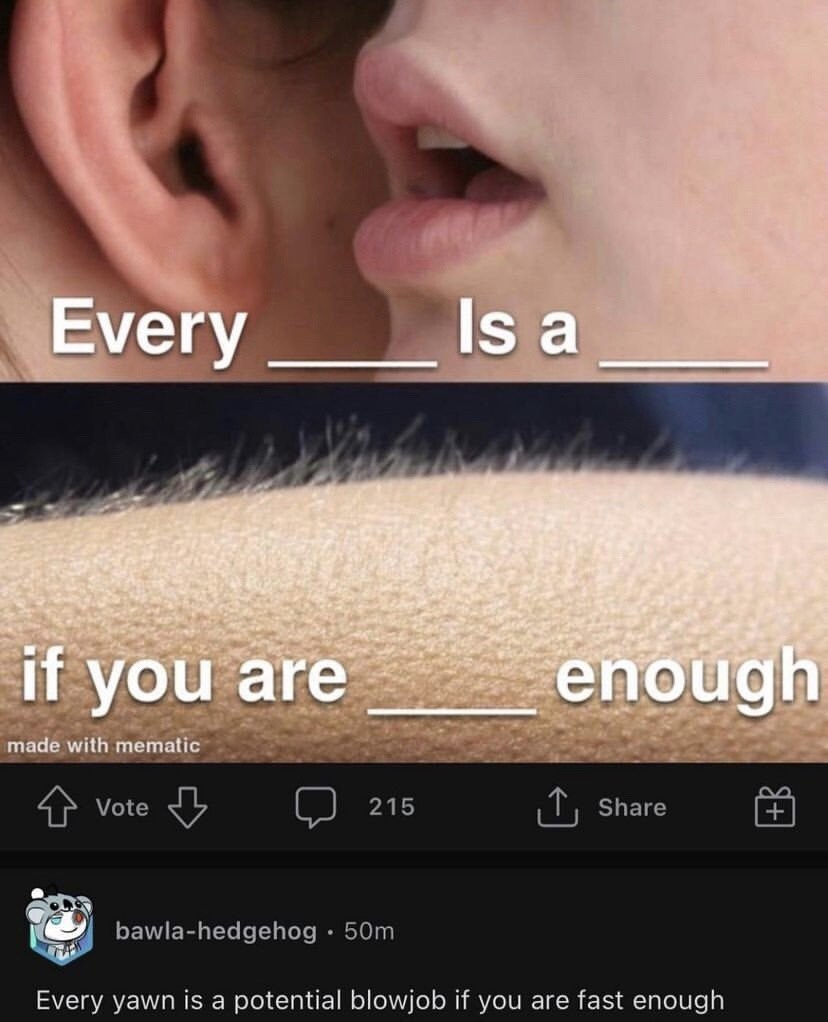 Every ____ Is a ____
if you are ____ enough
made with mematic
Vote 215 Share
bawla-hedgehog • 50m
Every yawn is a potential blowjob if you are fast enough